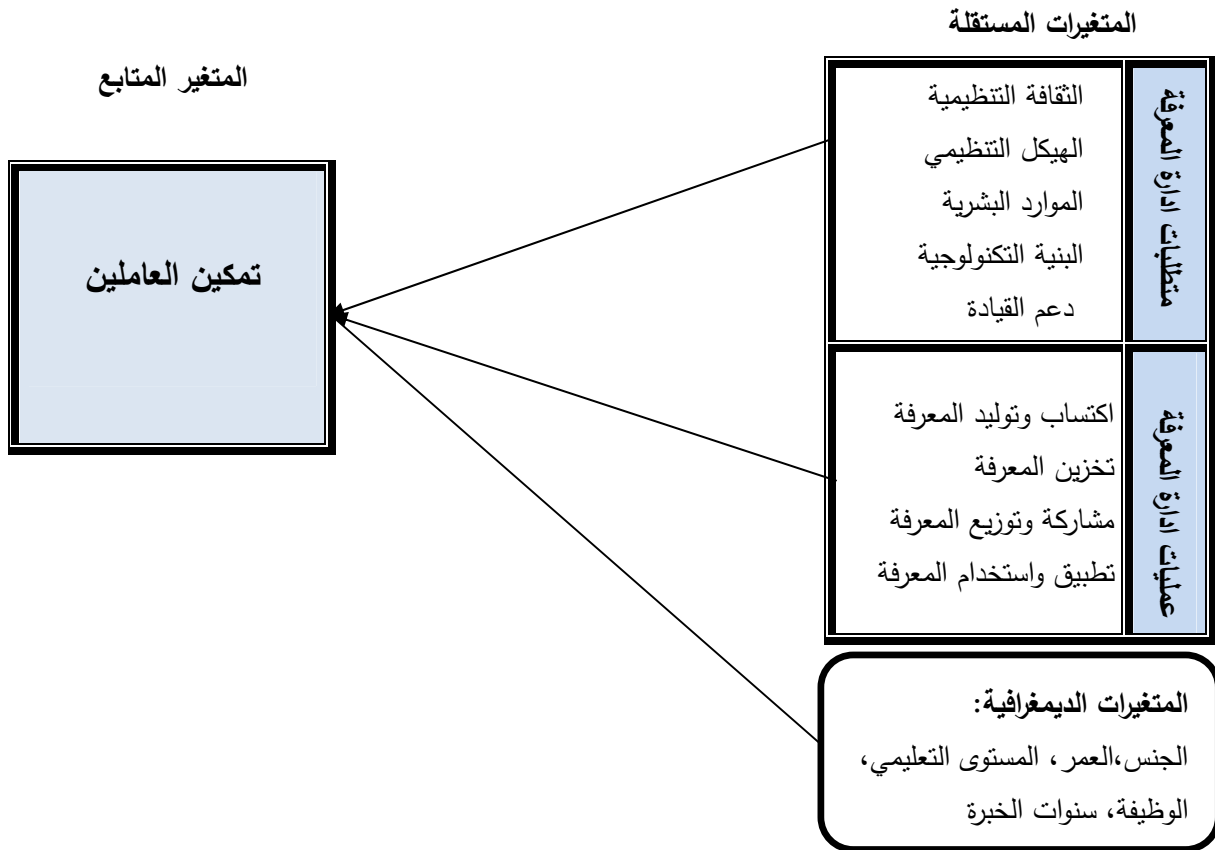 المتغيرات المستقلة
متطلبات ادارة المعرفة
الثقافة التنظيمية
الهيكل التنظيمي
الموارد البشرية
البنية التكنولوجية
دعم القيادة
عمليات ادارة المعرفة
اكتساب وتوليد المعرفة
تخزين المعرفة
مشاركة وتوزيع المعرفة
تطبيق واستخدام المعرفة
المتغيرات الديمغرافية:
الجنس،العمر، المستوى التعليمي،
الوظيفة، سنوات الخبرة
المتغير المتابع
تمكين العاملين